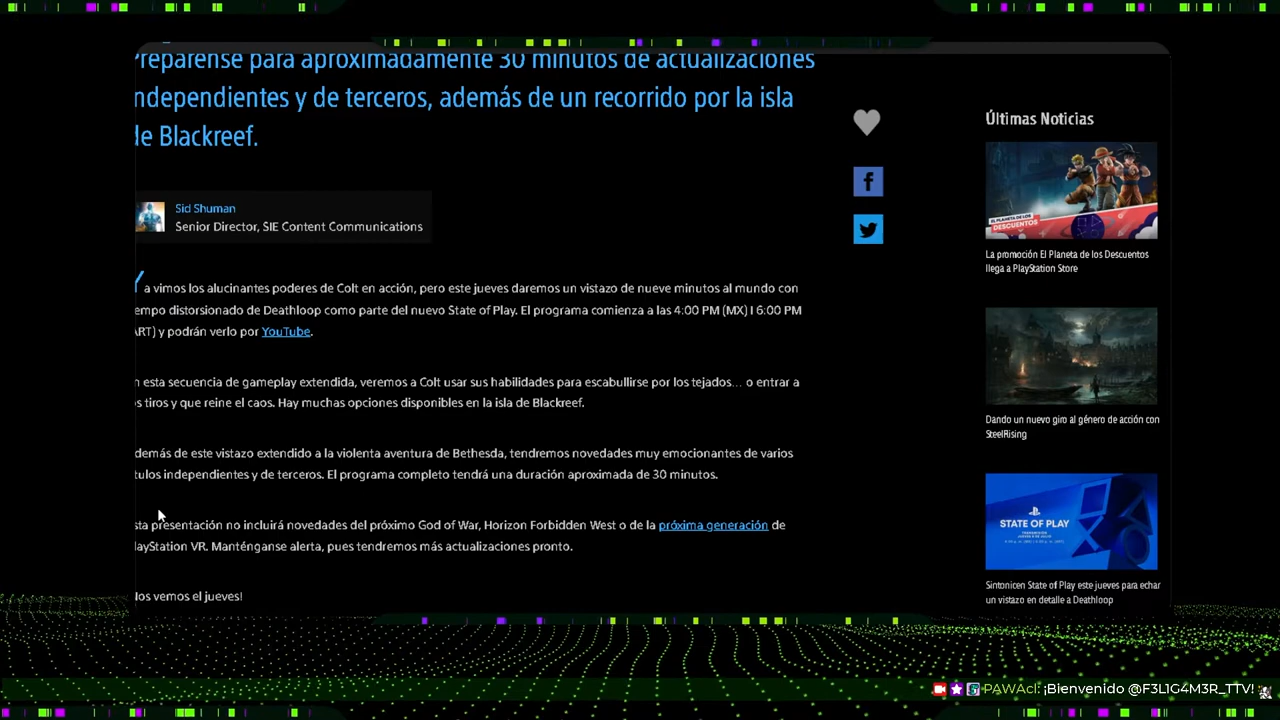 Prepárense para aproximadamente 30 minutos de actualizaciones
ndependientes y de terceros, además de un recorrido por la isla
de Blackreef.
Sid Shuman
Senior Director, SIE Content Communications
Ya vimos los alucinantes poderes de Colt en acción, pero este jueves daremos un vistazo de nueve minutos al mundo con
empo distorsionado de Deathloop como parte del nuevo State of Play. El programa comienza a las 4:00 PM (MX) I 6:00 PM
ART) y podrán verlo por YouTube.
n esta secuencia de gameplay extendida, veremos a Colt usar sus habilidades para escabullirse por los tejados... o entrar a
s tiros y que reine el caos. Hay muchas opciones disponibles en la isla de Blackreef.
demás de este vistazo extendido a la violenta aventura de Bethesda, tendremos novedades muy emocionantes de varios
tulos independientes y de terceros. El programa completo tendrá una duración aproximada de 30 minutos.
sta presentación no incluirá novedades del próximo God of War, Horizon Forbidden West o de la próxima generación de
layStation VR. Manténganse alerta, pues tendremos más actualizaciones pronto.
Nos vemos el jueves!
Últimas Noticias
EL PLANETA DE LOS
DESCUENTOS
La promoción El Planeta de los Descuentos
llega a PlayStation Store
Dando un nuevo giro al género de acción con
SteelRising
STATE OF PLAY
Sintonicen State of Play este jueves para echar
un vistazo en detalle a Deathloop
PAWAcl: ¡Bienvenido @F3L1G4M3R_TTV!